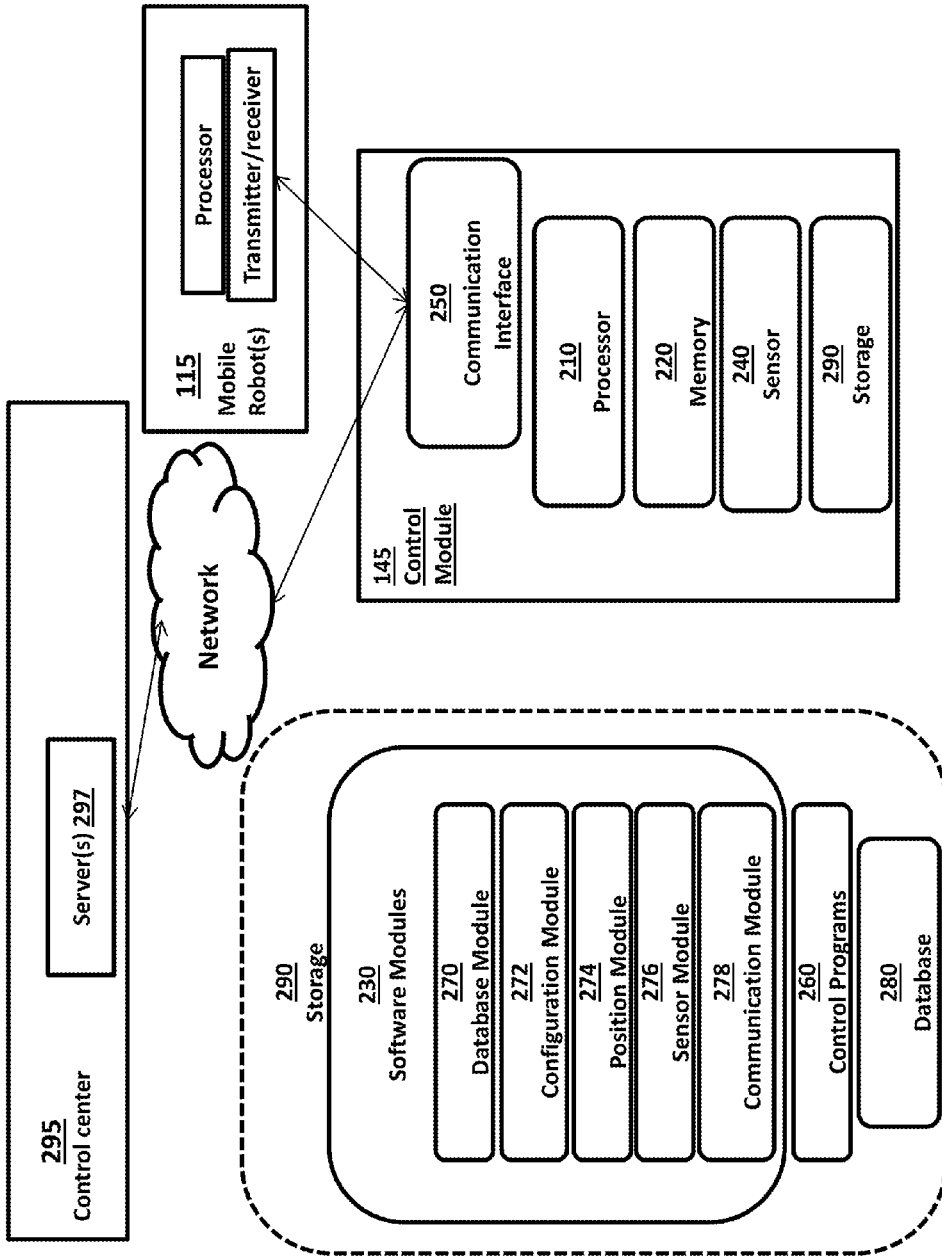 295
Control center
Server(s) 297
Network
115
Mobile
Robot(s)
Processor
Transmitter/receiver
290
Storage
230
Software Modules
270
Database Module
272
Configuration Module
274
Position Module
276
Sensor Module
278
Communication Module
260
Control Programs
280
Database
145
Control
Module
250
Communication
Interface
210
Processor
220
Memory
240
Sensor
290
Storage